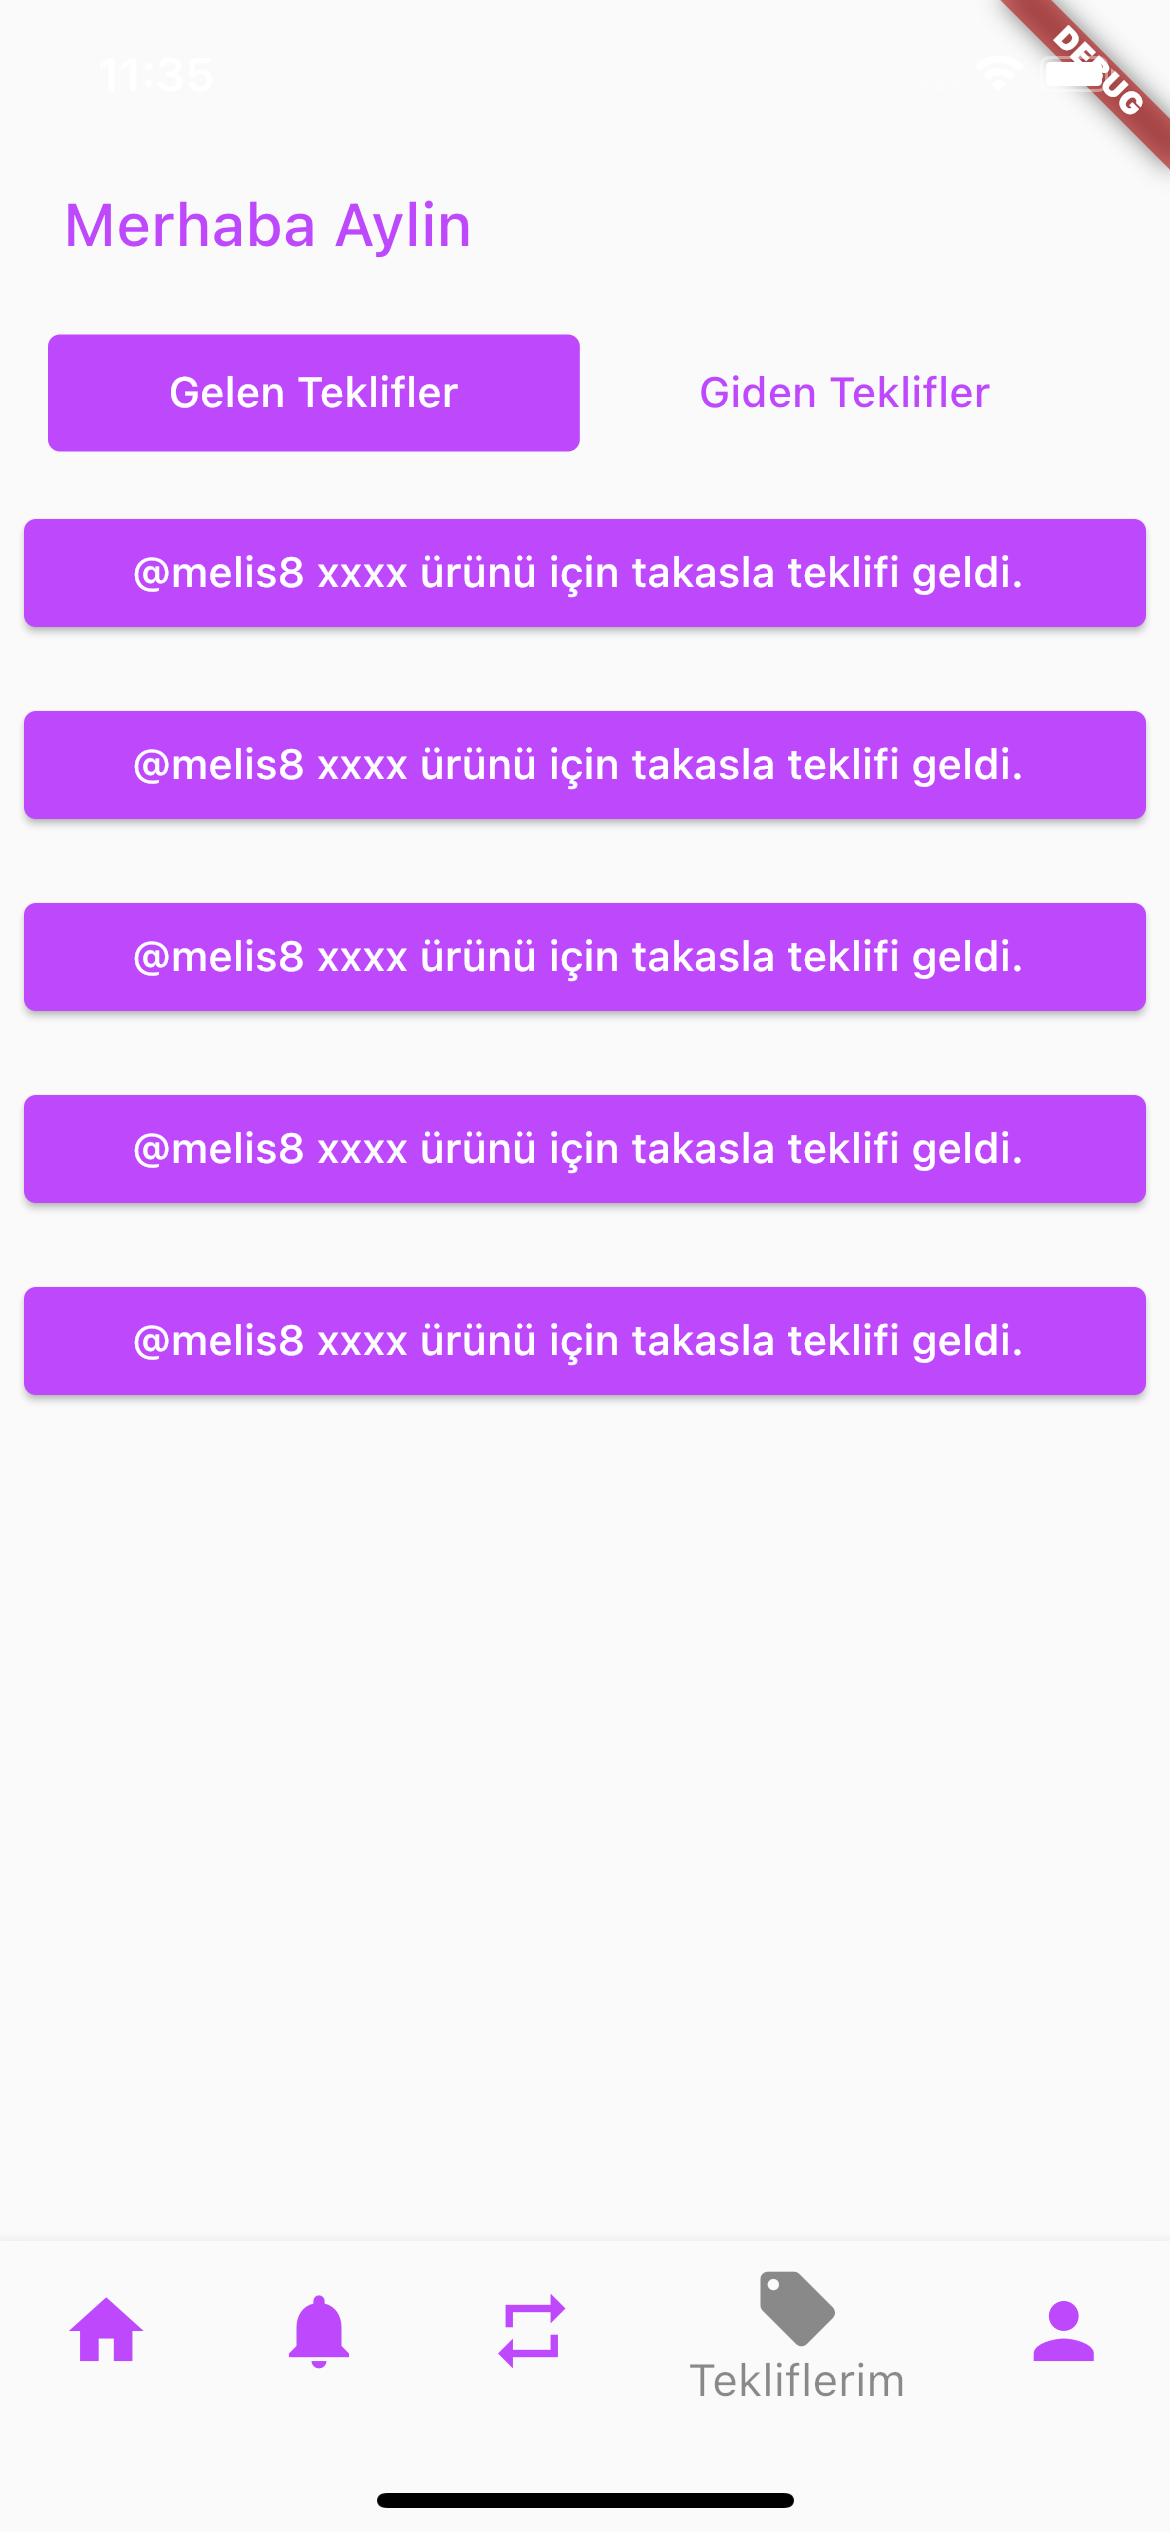 11:35
DEBUG
Merhaba Aylin
Gelen Teklifler
Giden Teklifler
@melis8 xxxx ürünü için takasla teklifi geldi.
@melis8 xxxx ürünü için takasla teklifi geldi.
@melis8 xxxx ürünü için takasla teklifi geldi.
@melis8 xxxx ürünü için takasla teklifi geldi.
@melis8 xxxx ürünü için takasla teklifi geldi.
Tekliflerim